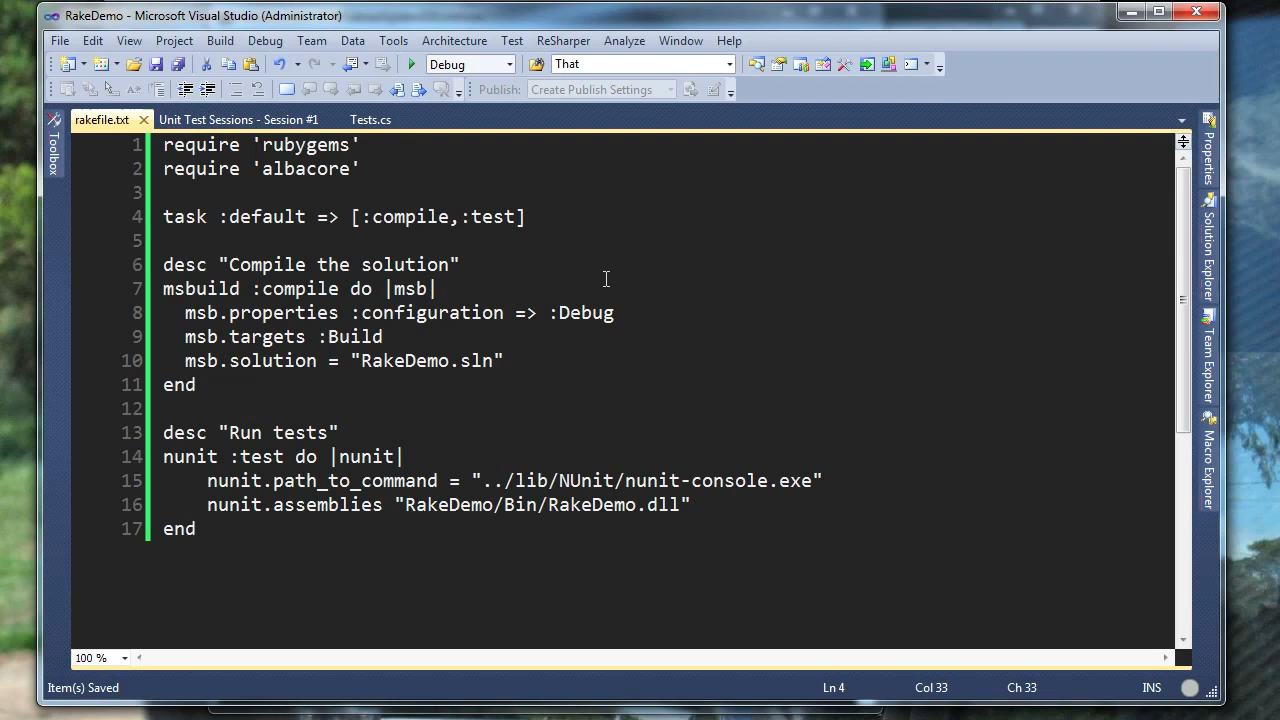 RakeDemo - Microsoft Visual Studio (Administrator)
File Edit View Project Build Debug Team Data Tools Architecture Test ReSharper Analyze Window Help
Debug That
Publish: Create Publish Settings
rakefile.txt Unit Test Sessions - Session #1 Tests.cs
Toolbox
1 require 'rubygems'
2 require 'albacore'
3
4 task :default => [:compile,:test]
5
6 desc "Compile the solution"
7 msbuild :compile do |msb|
8   msb.properties :configuration => :Debug
9   msb.targets :Build
10   msb.solution = "RakeDemo.sln"
11 end
12
13 desc "Run tests"
14 nunit :test do |nunit|
15     nunit.path_to_command = "../lib/NUnit/nunit-console.exe"
16     nunit.assemblies "RakeDemo/Bin/RakeDemo.dll"
17 end
Properties
Solution Explorer
Team Explorer
Macro Explorer
100 %
Item(s) Saved Ln 4 Col 33 Ch 33 INS